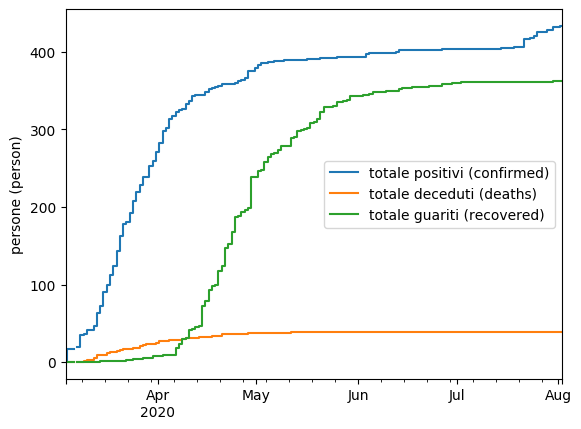 400
300
200
100
0
persone (person)
totale positivi (confirmed)
totale deceduti (deaths)
totale guariti (recovered)
Apr
May
Jun
Jul
Aug
2020